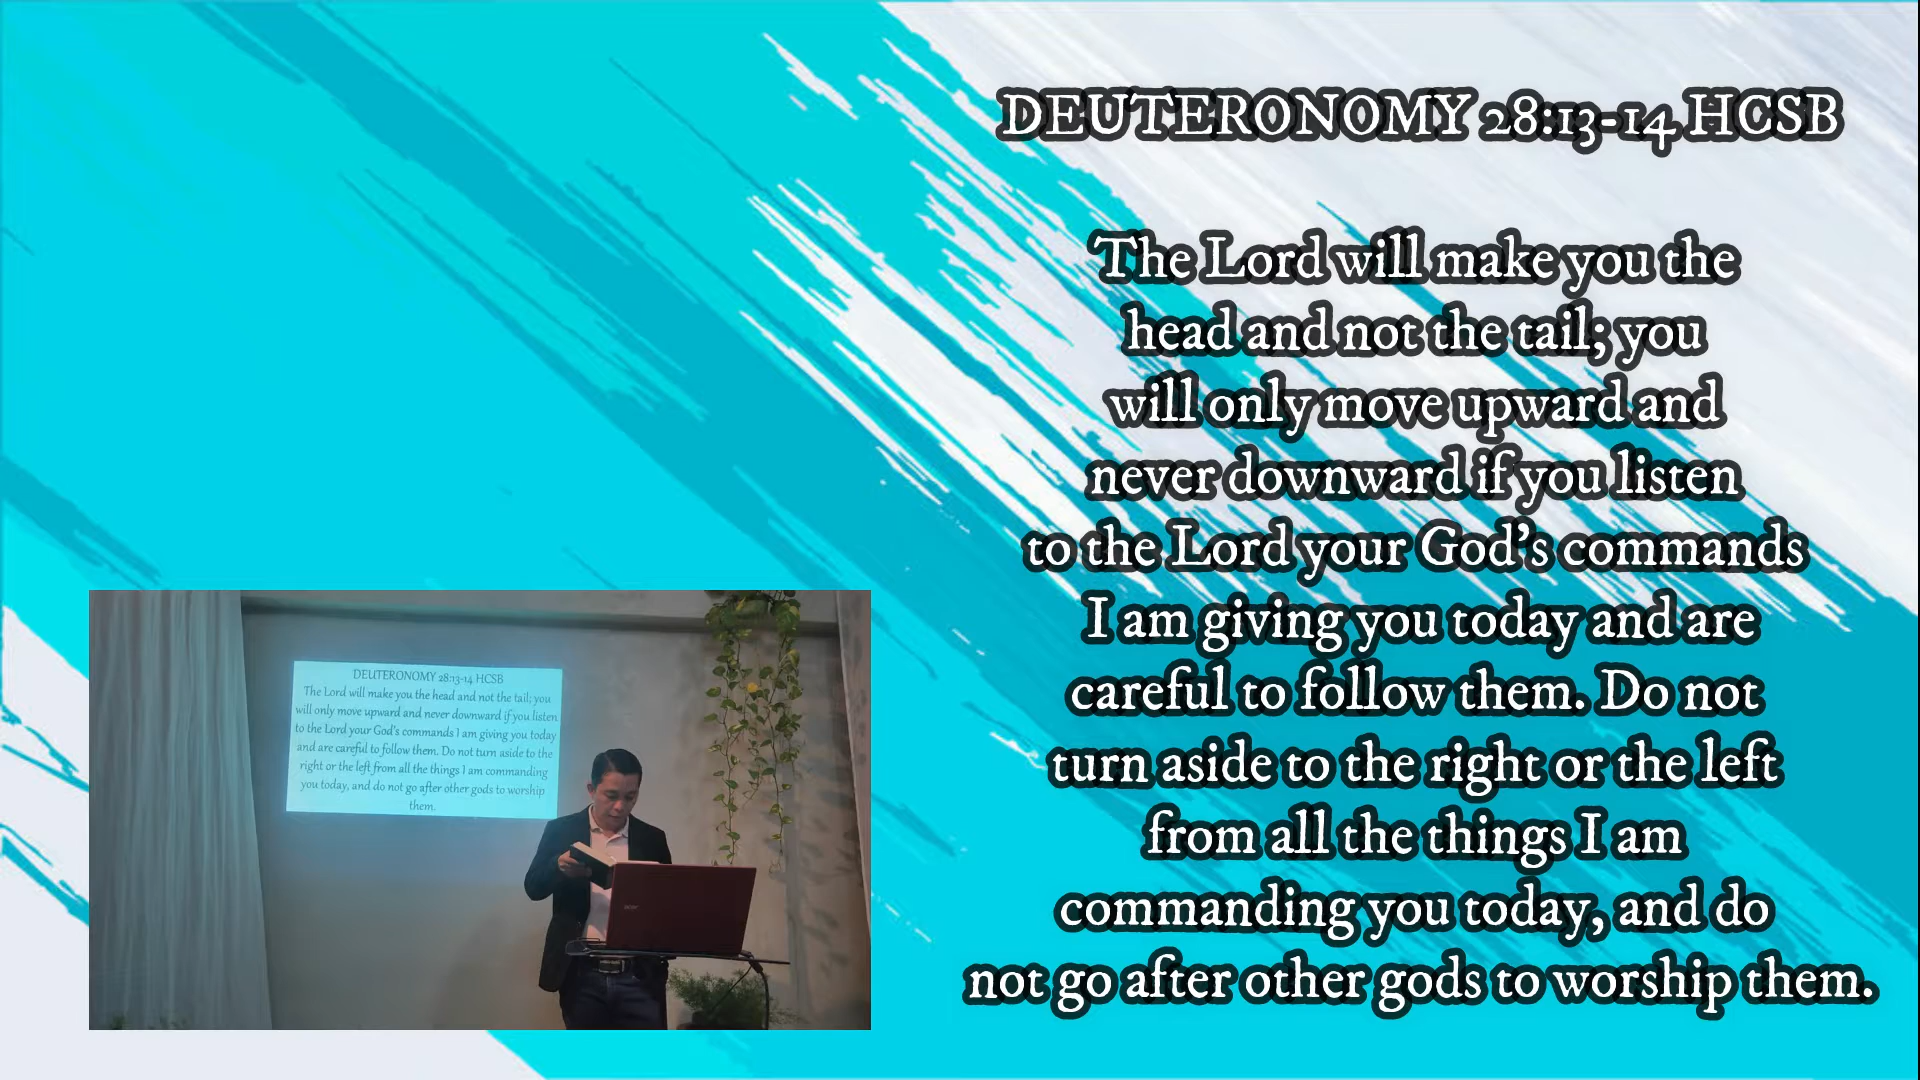 DEUTERONOMY 28:13-14 HCSB
The Lord will make you the
head and not the tail; you
will only move upward and
never downward if you listen
to the Lord your God's commands
I am giving you today and are
careful to follow them. Do not
turn aside to the right or the left
from all the things I am
commanding you today, and do
not go after other gods to worship them.
DEUTERONOMY 28:13-14 HCSB
The Lord will make you the head and not the tail; you
will only move upward and never downward if you listen
to the Lord your God's commands I am giving you today
and are careful to follow them. Do not turn aside to the
right or the left from all the things I am commanding
you today, and do not go after other gods to worship
them.
acer